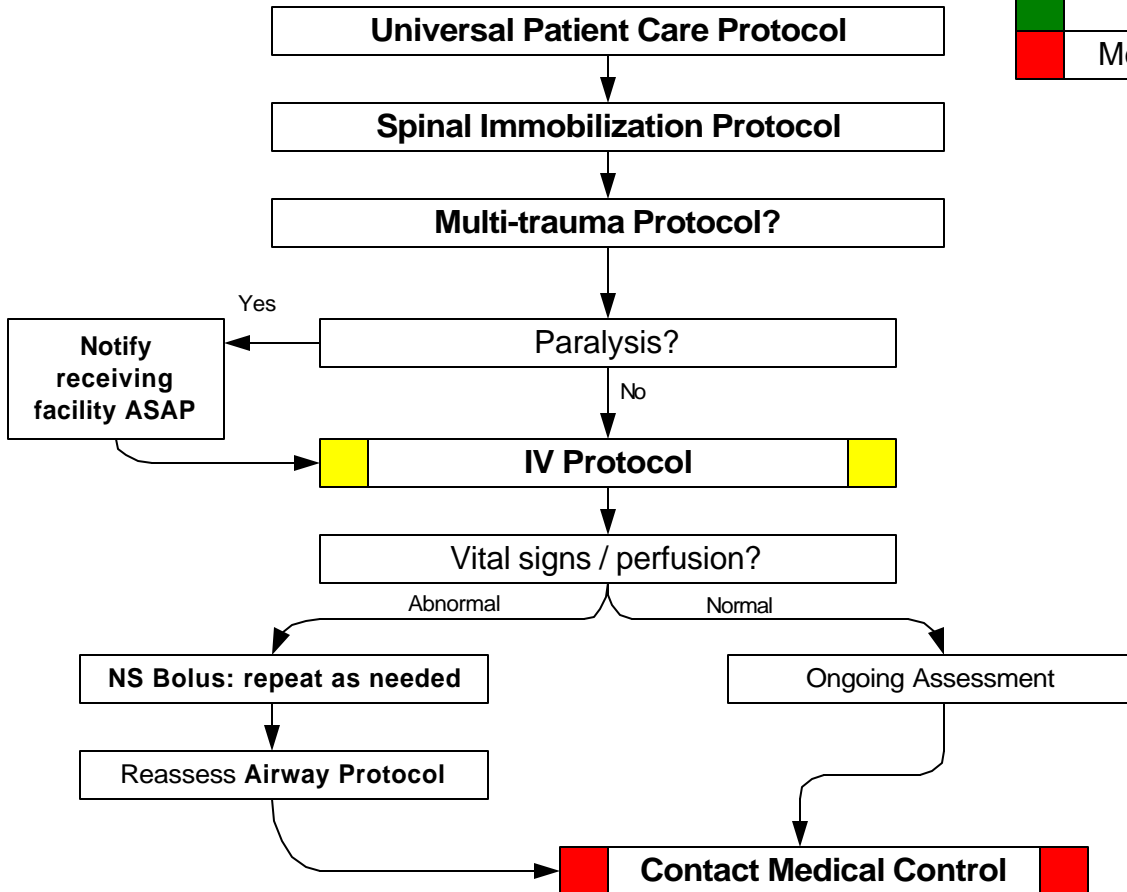 Universal Patient Care Protocol
Spinal Immobilization Protocol
Multi-trauma Protocol?
Yes
Notify
receiving
facility ASAP
Paralysis?
No
IV Protocol
Vital signs / perfusion?
Abnormal
Normal
NS Bolus: repeat as needed
Ongoing Assessment
Reassess Airway Protocol
Contact Medical Control